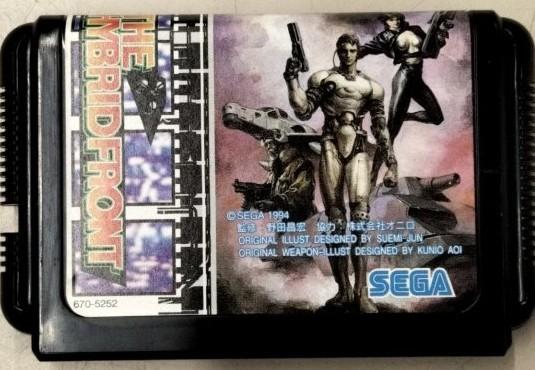 THE
HYBRID FRONT
©SEGA 1994
監修 野田昌宏 協力 株式会社オニロ
ORIGINAL ILLUST DESIGNED BY SUEMI-JUN
ORIGINAL WEAPON-ILLUST DESIGNED BY KUNIO AOI
SEGA
670-5252